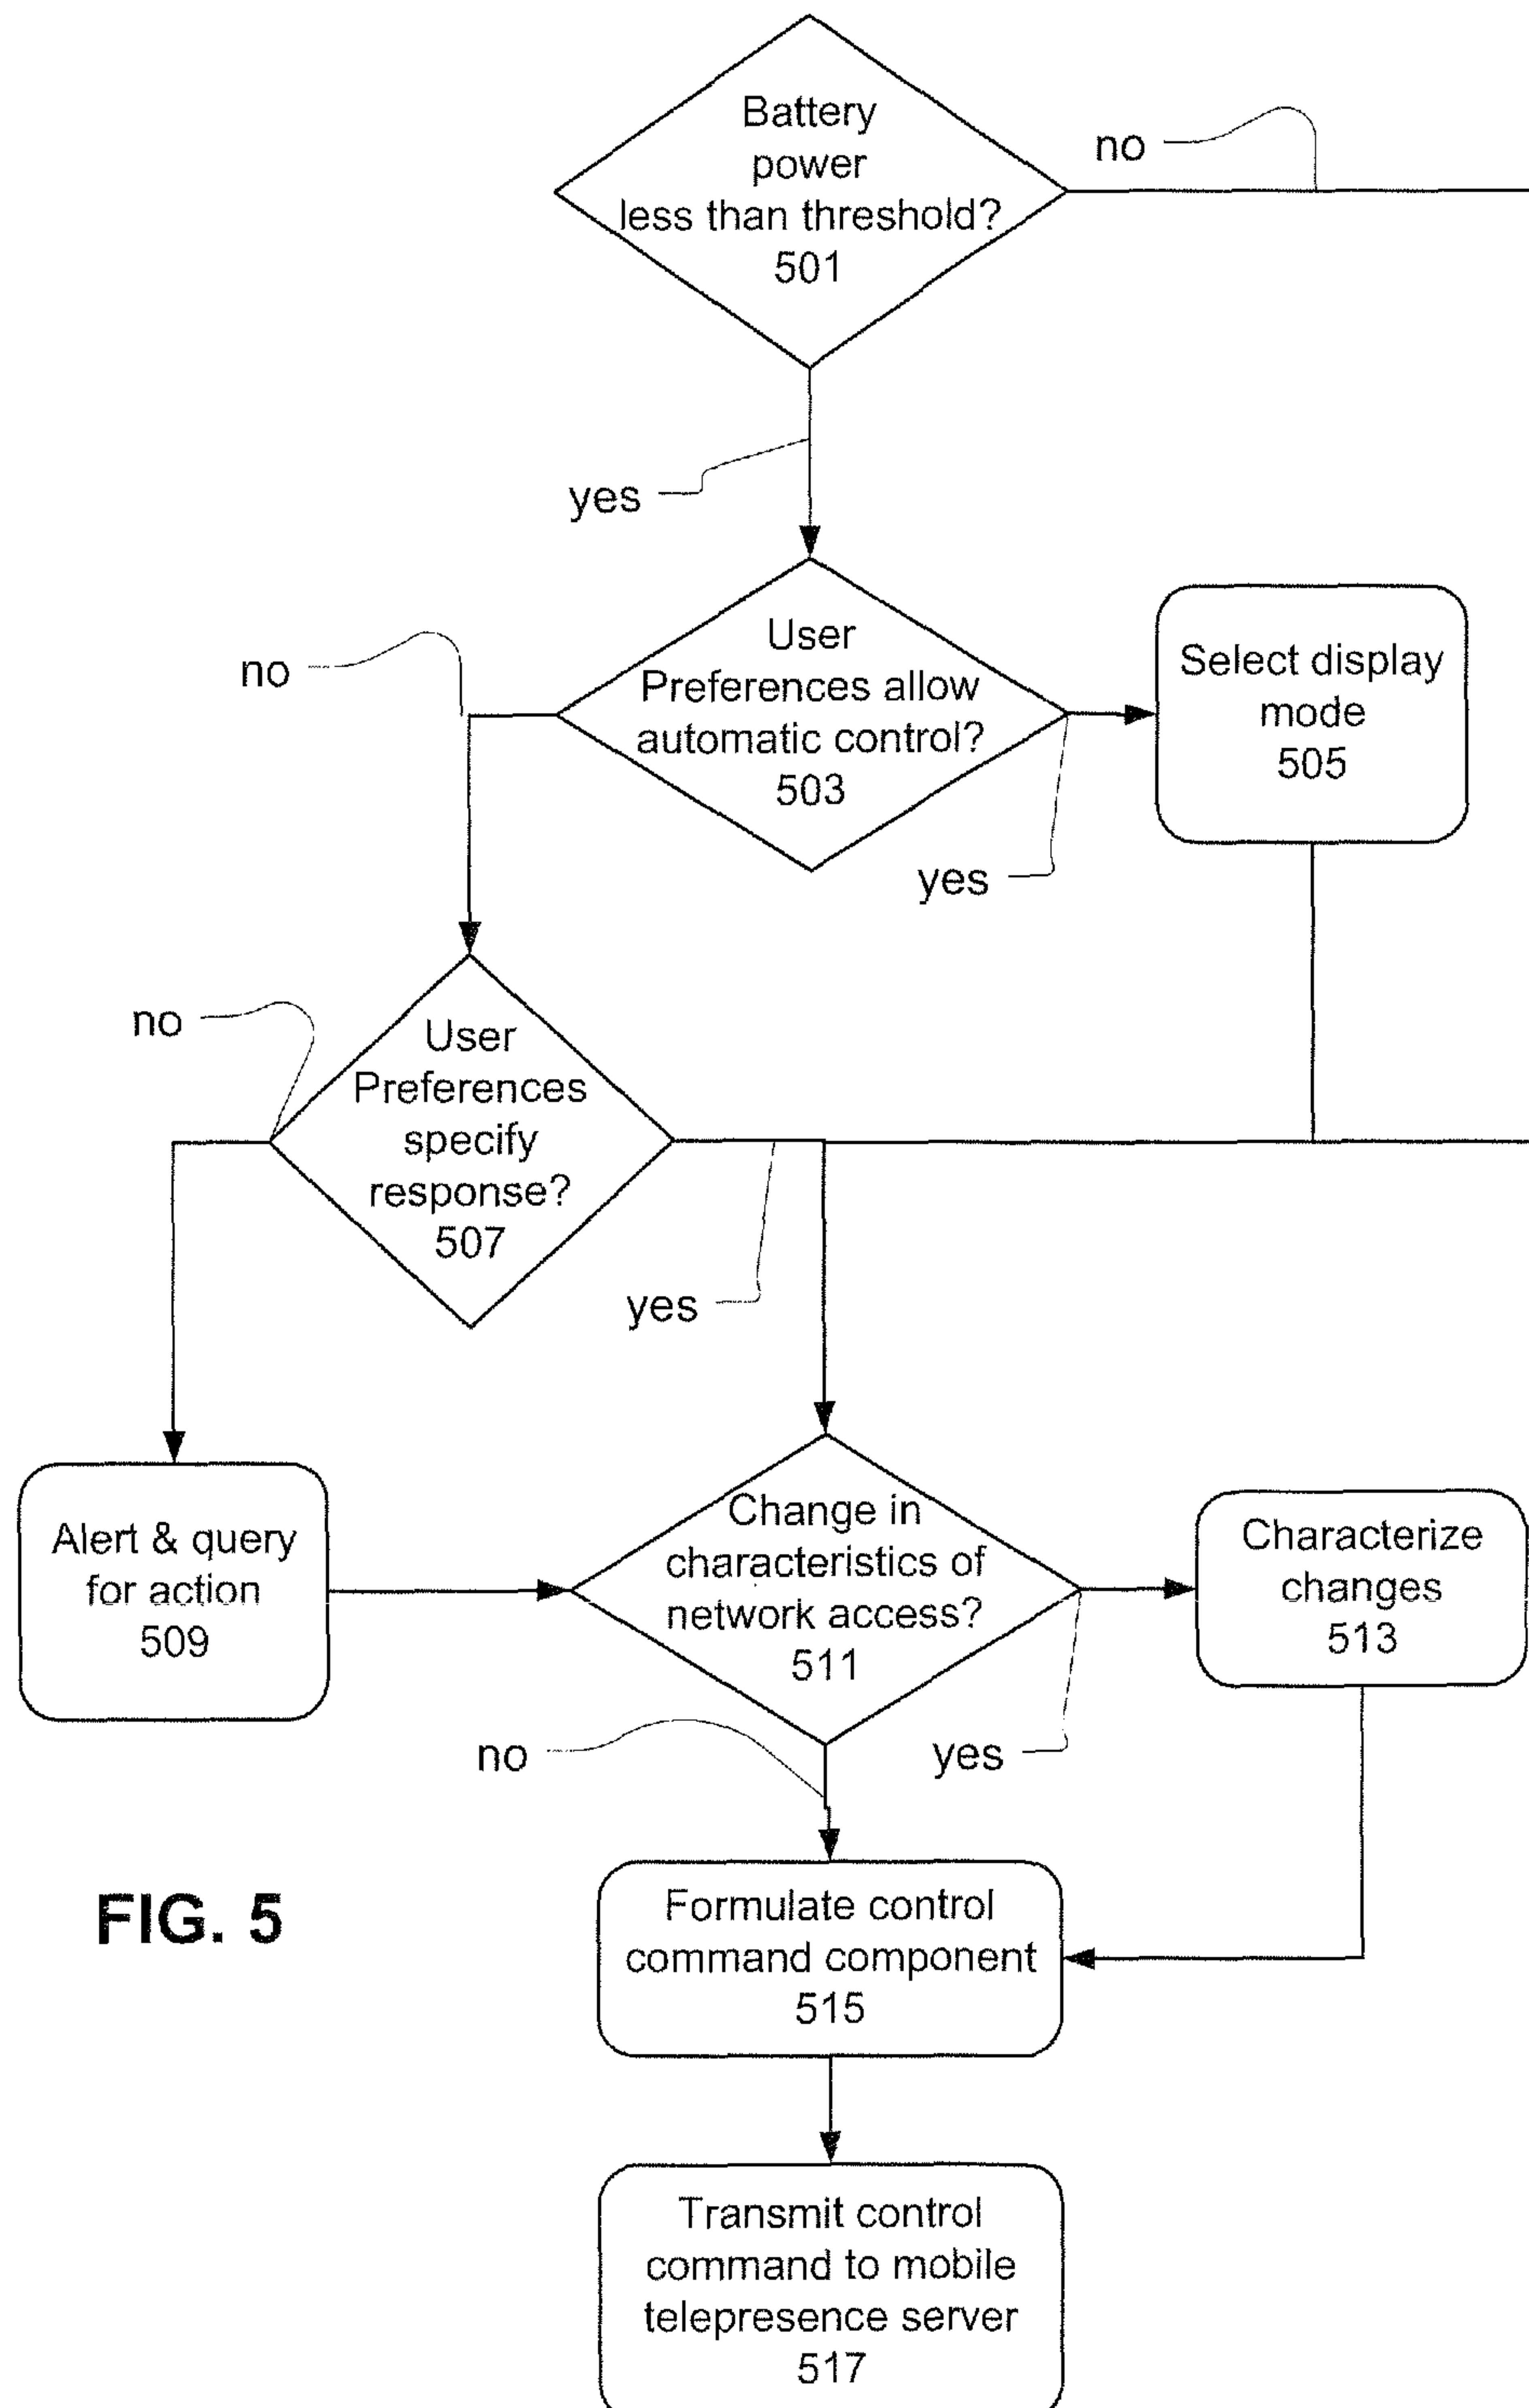 Battery
power
less than threshold?
501
no
yes
User
Preferences allow
automatic control?
503
no
yes
Select display
mode
505
no
User
Preferences
specify
response?
507
yes
Alert & query
for action
509
Change in
characteristics of
network access?
511
Characterize
changes
513
no
yes
FIG. 5
Formulate control
command component
515
Transmit control
command to mobile
telepresence server
517